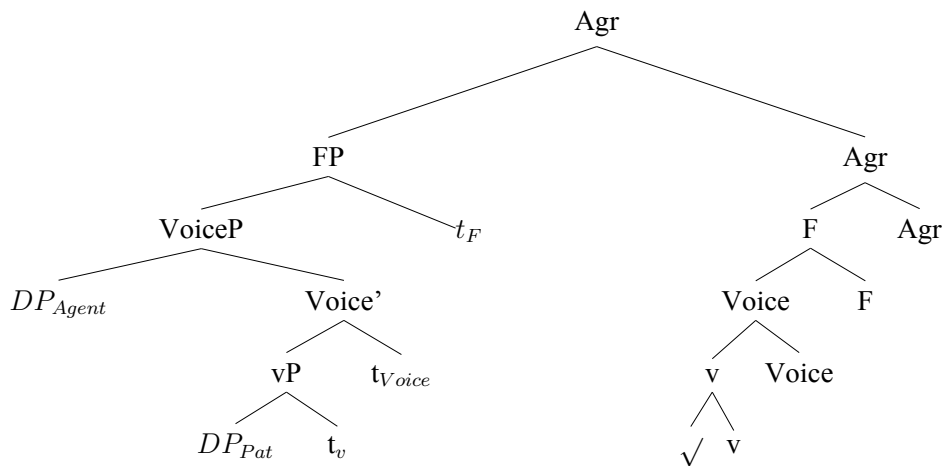 Agr
FP Agr
VoiceP t_F F Agr
DP_Agent Voice’ Voice F
vP t_Voice v Voice
DP_Pat t_v √ v